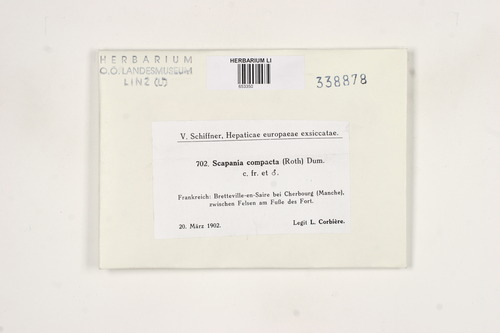 HERBARIUM
O.Ö. LANDESMUSEUM
LINZ
HERBARIUM LI
338878
V. Schiffner, Hepaticae europaeae exsiccatae.
702. Scapania compacta (Roth) Dum.
c. fr. et ♂.
Frankreich: Bretteville-en-Saire bei Cherbourg (Manche),
zwischen Felsen am Fuße des Fort.
20. März 1902.
Legit L. Corbière.